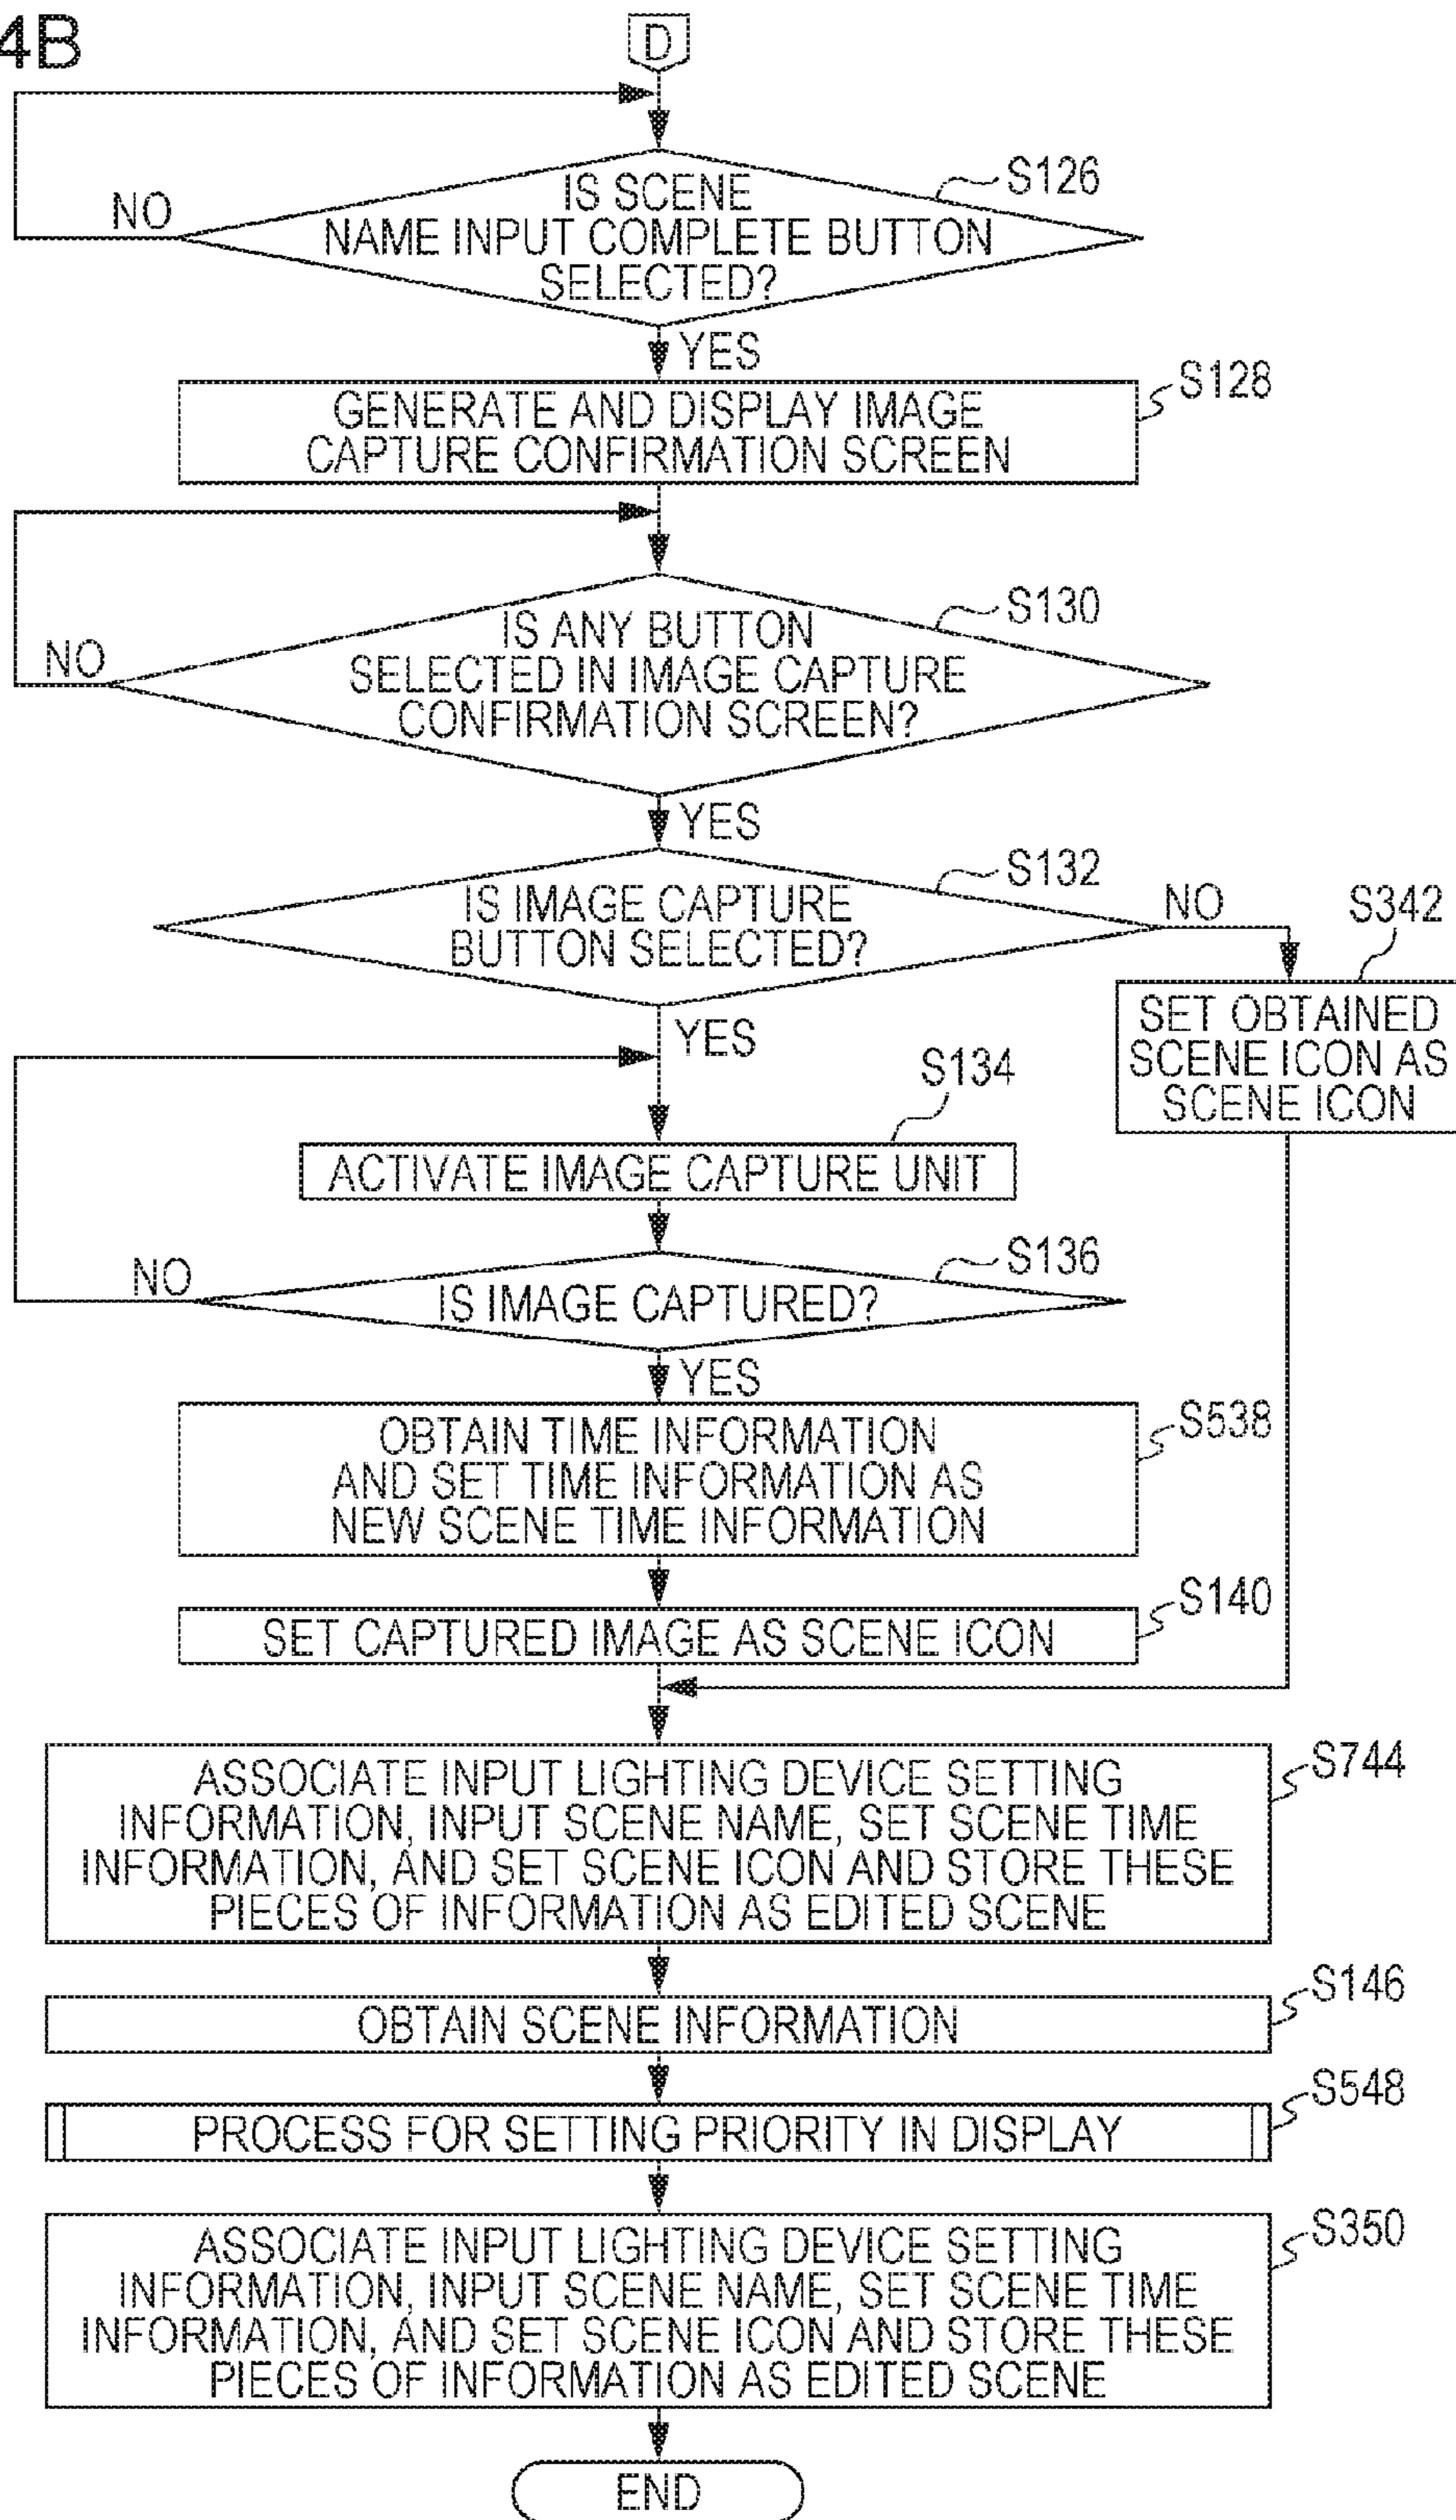 4B
D
IS SCENE
NAME INPUT COMPLETE BUTTON
SELECTED?
S126
NO
YES
GENERATE AND DISPLAY IMAGE
CAPTURE CONFIRMATION SCREEN
S128
IS ANY BUTTON
SELECTED IN IMAGE CAPTURE
CONFIRMATION SCREEN?
S130
NO
YES
IS IMAGE CAPTURE
BUTTON SELECTED?
S132
NO
S342
SET OBTAINED
SCENE ICON AS
SCENE ICON
YES
S134
ACTIVATE IMAGE CAPTURE UNIT
S136
NO
IS IMAGE CAPTURED?
YES
OBTAIN TIME INFORMATION
AND SET TIME INFORMATION AS
NEW SCENE TIME INFORMATION
S538
SET CAPTURED IMAGE AS SCENE ICON
S140
ASSOCIATE INPUT LIGHTING DEVICE SETTING
INFORMATION, INPUT SCENE NAME, SET SCENE TIME
INFORMATION, AND SET SCENE ICON AND STORE THESE
PIECES OF INFORMATION AS EDITED SCENE
S744
OBTAIN SCENE INFORMATION
S146
PROCESS FOR SETTING PRIORITY IN DISPLAY
S548
ASSOCIATE INPUT LIGHTING DEVICE SETTING
INFORMATION, INPUT SCENE NAME, SET SCENE TIME
INFORMATION, AND SET SCENE ICON AND STORE THESE
PIECES OF INFORMATION AS EDITED SCENE
S350
END